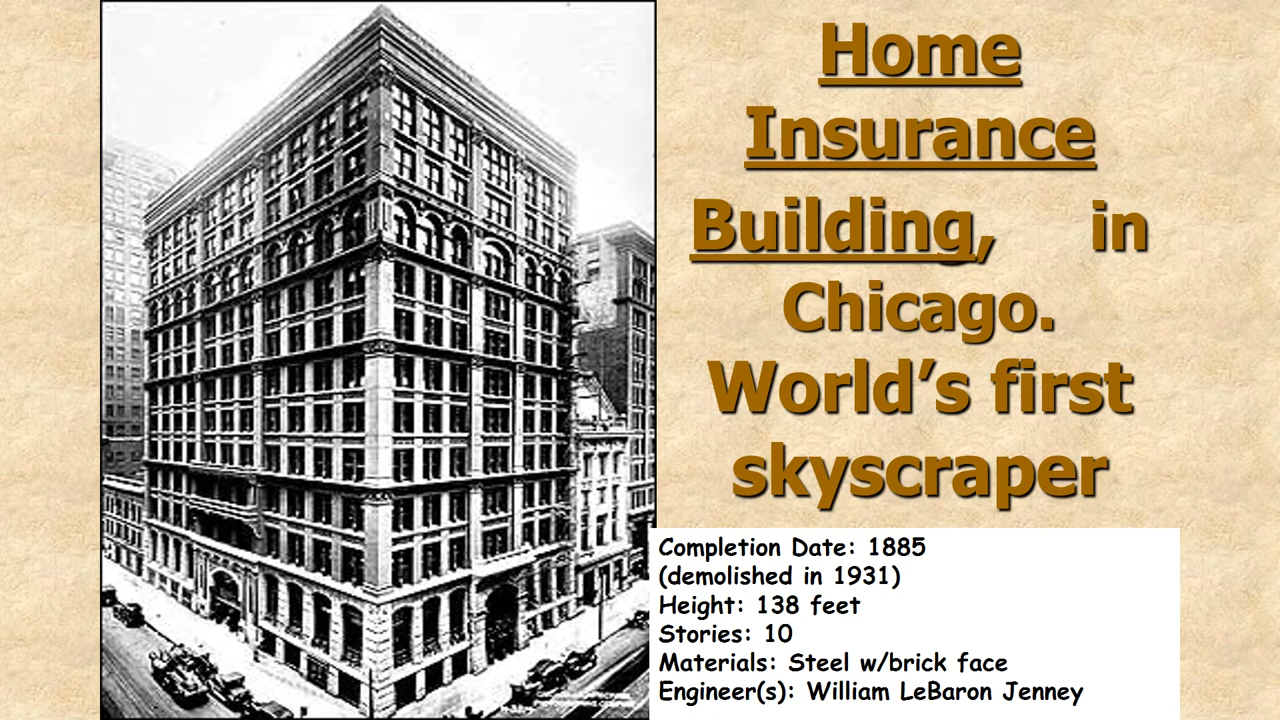 Home
Insurance
Building, in
Chicago.
World’s first
skyscraper
Completion Date: 1885
(demolished in 1931)
Height: 138 feet
Stories: 10
Materials: Steel w/brick face
Engineer(s): William LeBaron Jenney